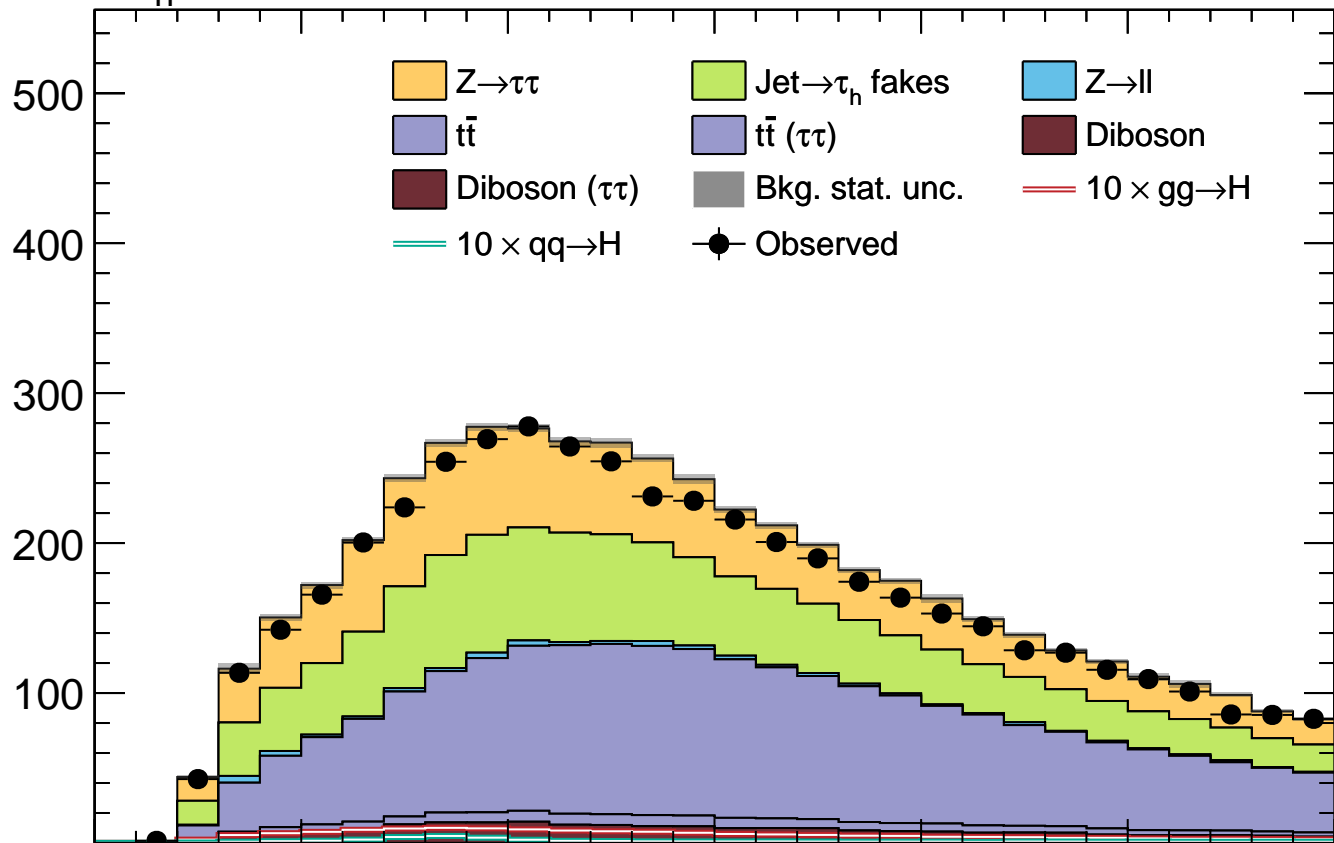 500
Z→ττ Jet→τh fakes Z→ll
tt̄ tt̄ (ττ) Diboson
Diboson (ττ) Bkg. stat. unc. 10 × gg→H
400 10 × qq→H Observed
300
200
100